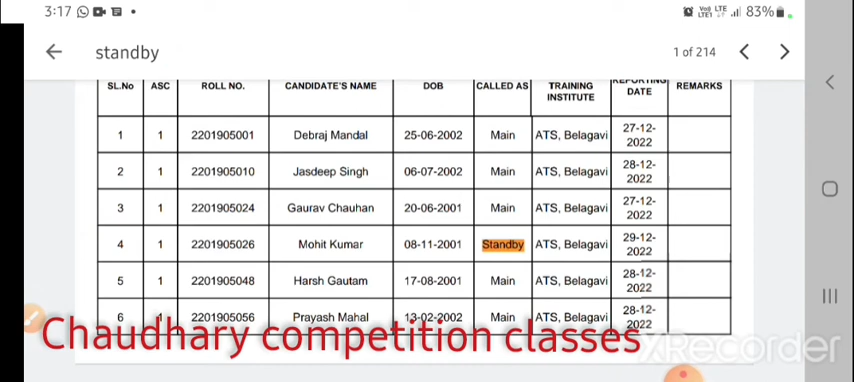 3:17 LTE1 LTE 83%
standby 1 of 214
SL.No ASC ROLL NO. CANDIDATE'S NAME DOB CALLED AS TRAINING INSTITUTE REPORTING DATE REMARKS
1 1 2201905001 Debraj Mandal 25-06-2002 Main ATS, Belagavi 27-12-2022
2 1 2201905010 Jasdeep Singh 06-07-2002 Main ATS, Belagavi 28-12-2022
3 1 2201905024 Gaurav Chauhan 20-06-2001 Main ATS, Belagavi 27-12-2022
4 1 2201905026 Mohit Kumar 08-11-2001 Standby ATS, Belagavi 29-12-2022
5 1 2201905048 Harsh Gautam 17-08-2001 Main ATS, Belagavi 28-12-2022
6 1 2201905056 Prayash Mahal 13-02-2002 Main ATS, Belagavi 28-12-2022
Chaudhary competition classes
XRecorder